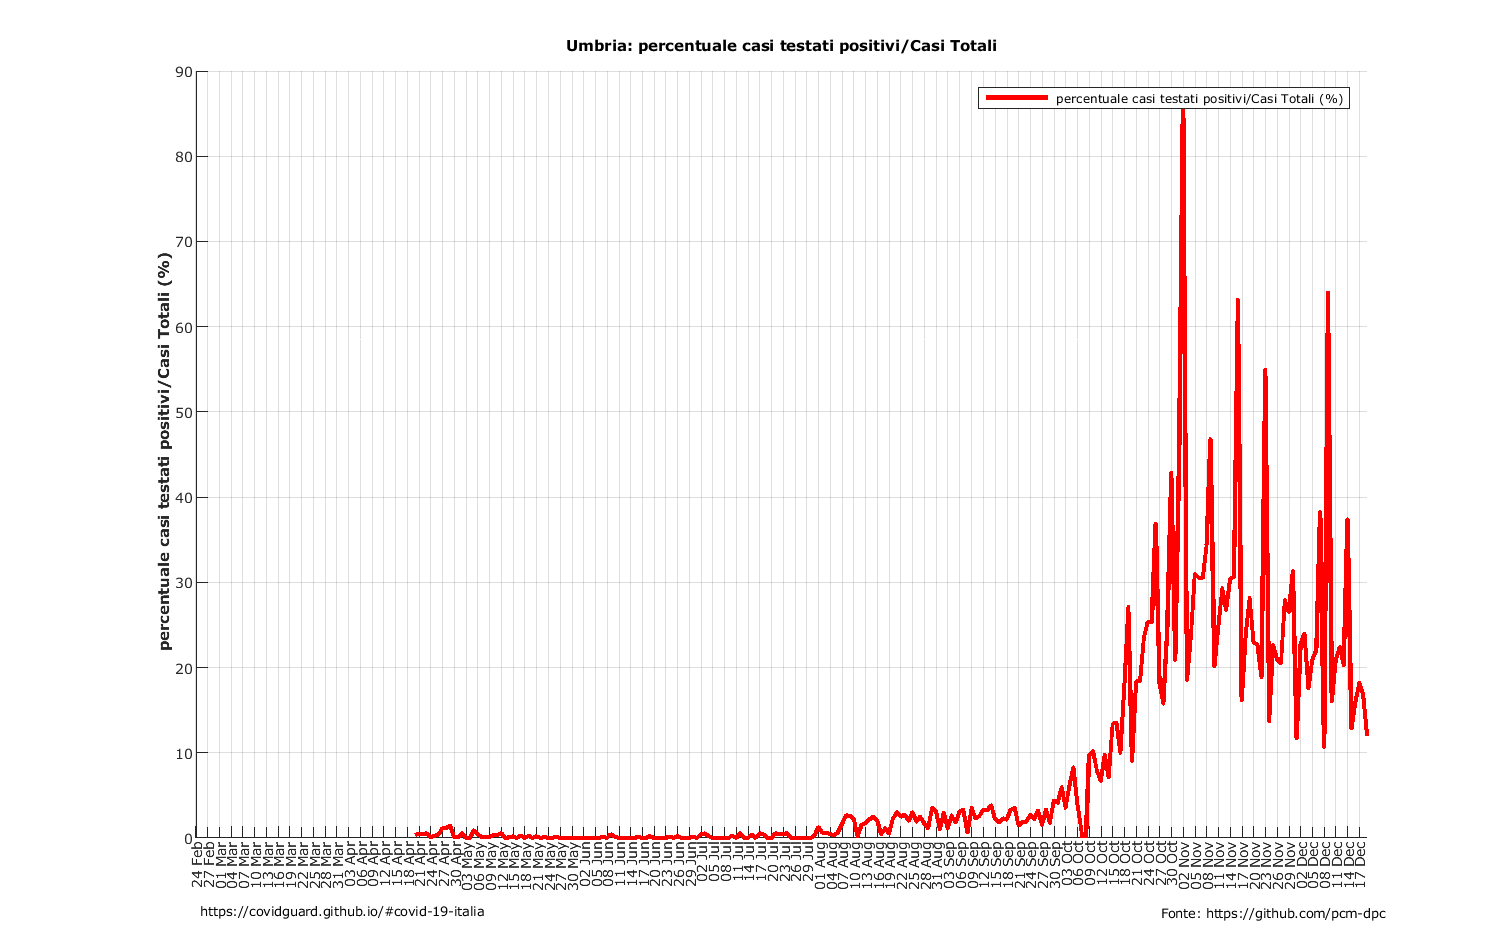 Umbria: percentuale casi testati positivi/Casi Totali
percentuale casi testati positivi/Casi Totali (%)
percentuale casi testati positivi/Casi Totali (%)
90
80
70
60
50
40
30
20
10
0
24 Feb
27 Feb
01 Mar
04 Mar
07 Mar
10 Mar
13 Mar
16 Mar
19 Mar
22 Mar
25 Mar
28 Mar
31 Mar
03 Apr
06 Apr
09 Apr
12 Apr
15 Apr
18 Apr
21 Apr
24 Apr
27 Apr
30 Apr
03 May
06 May
09 May
12 May
15 May
18 May
21 May
24 May
27 May
30 May
02 Jun
05 Jun
08 Jun
11 Jun
14 Jun
17 Jun
20 Jun
23 Jun
26 Jun
29 Jun
02 Jul
05 Jul
08 Jul
11 Jul
14 Jul
17 Jul
20 Jul
23 Jul
26 Jul
29 Jul
01 Aug
04 Aug
07 Aug
10 Aug
13 Aug
16 Aug
19 Aug
22 Aug
25 Aug
28 Aug
31 Aug
03 Sep
06 Sep
09 Sep
12 Sep
15 Sep
18 Sep
21 Sep
24 Sep
27 Sep
30 Sep
03 Oct
06 Oct
09 Oct
12 Oct
15 Oct
18 Oct
21 Oct
24 Oct
27 Oct
30 Oct
02 Nov
05 Nov
08 Nov
11 Nov
14 Nov
17 Nov
20 Nov
23 Nov
26 Nov
29 Nov
02 Dec
05 Dec
08 Dec
11 Dec
14 Dec
17 Dec
https://covidguard.github.io/#covid-19-italia
Fonte: https://github.com/pcm-dpc